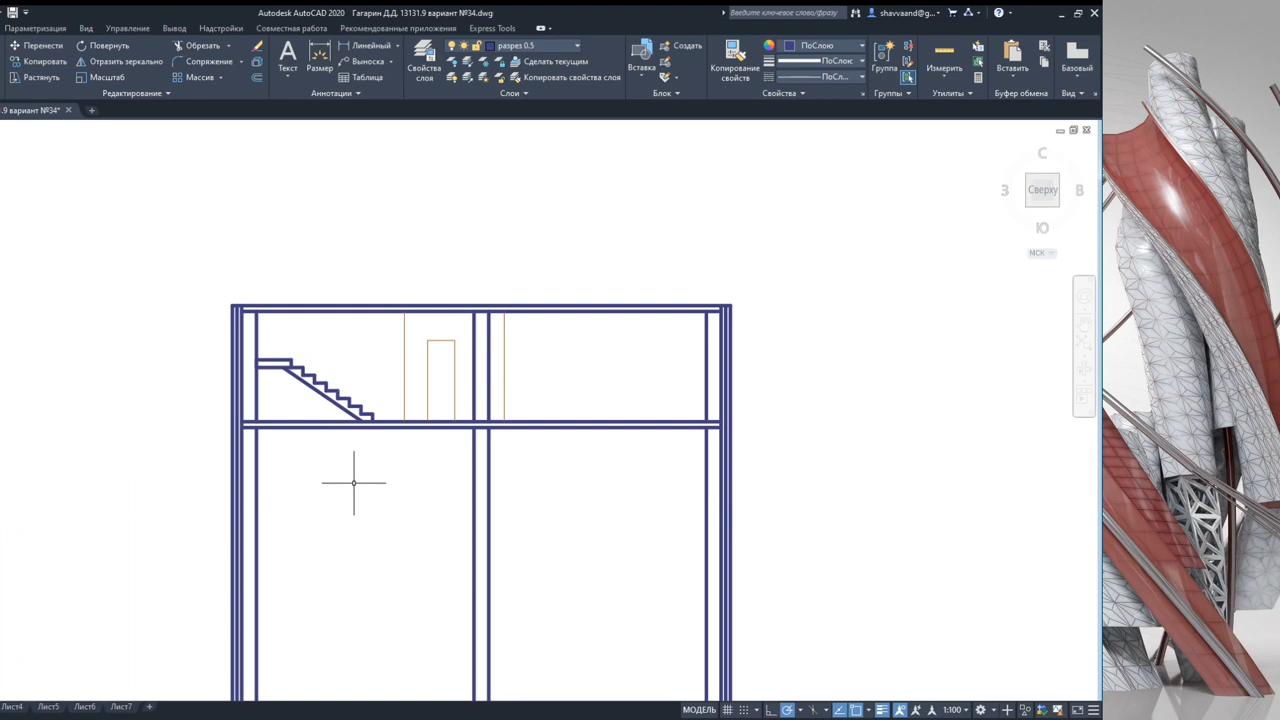 Autodesk AutoCAD 2020 Гагарин Д.Д. 13131.9 вариант №34.dwg
Введите ключевое слово/фразу
shavvaand@g...
Параметризация Вид Управление Вывод Надстройки Совместная работа Рекомендованные приложения Express Tools
Перенести Повернуть Обрезать
Копировать Отразить зеркально Сопряжение
Растянуть Масштаб Массив
Редактирование
Текст
Размер
Линейный
Выноска
Таблица
Аннотации
Свойства слоя
разрез 0.5
Сделать текущим
Копировать свойства слоя
Слои
Вставка
Создать
Блок
Копирование свойств
ПоСлою
ПоСлою
ПоСл...
Свойства
Группа
Группы
Измерить
Утилиты
Вставить
Буфер обмена
Базовый
Вид
.9 вариант №34*
С
З Сверху В
Ю
МСК
Лист4 Лист5 Лист6 Лист7
МОДЕЛЬ 1:100